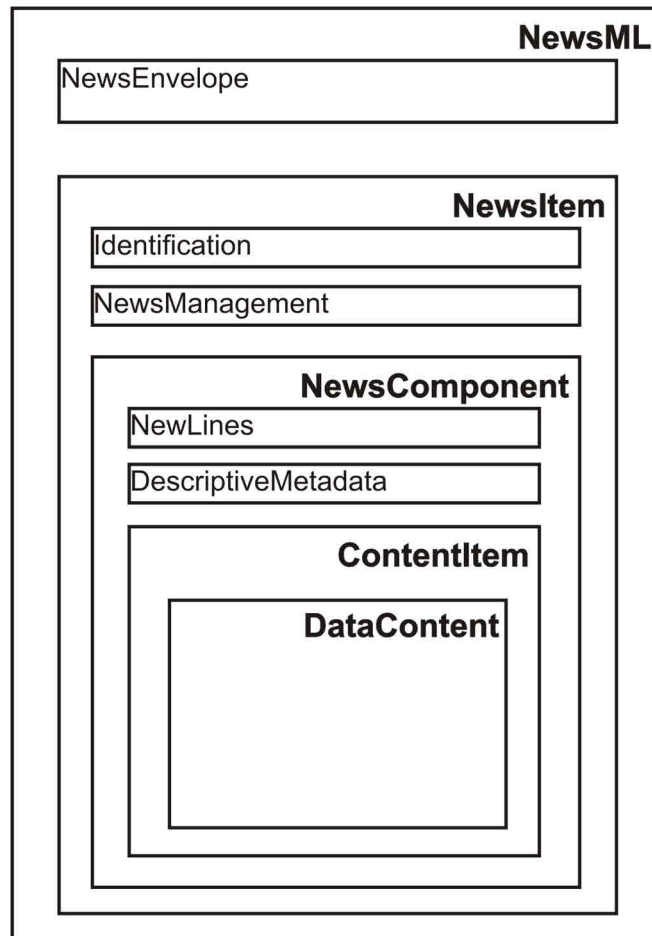 NewsML
NewsEnvelope
NewsItem
Identification
NewsManagement
NewsComponent
NewLines
DescriptiveMetadata
ContentItem
DataContent